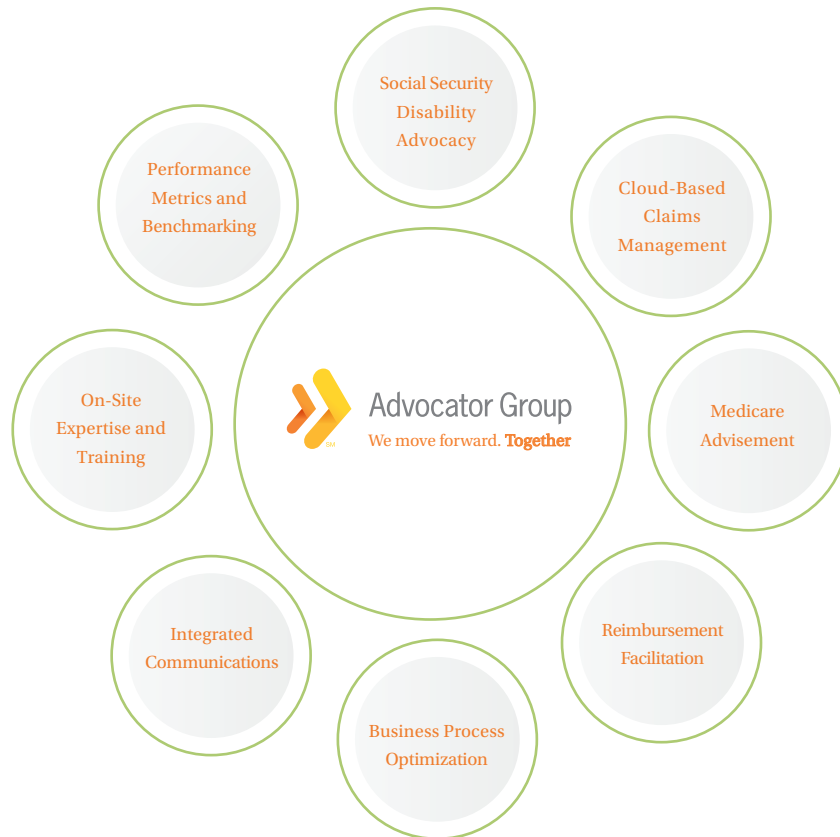 Social Security
Disability
Advocacy
Cloud-Based
Claims
Management
Medicare
Advisement
Reimbursement
Facilitation
Business Process
Optimization
Integrated
Communications
On-Site
Expertise and
Training
Performance
Metrics and
Benchmarking
Advocator Group
We move forward. Together
SM